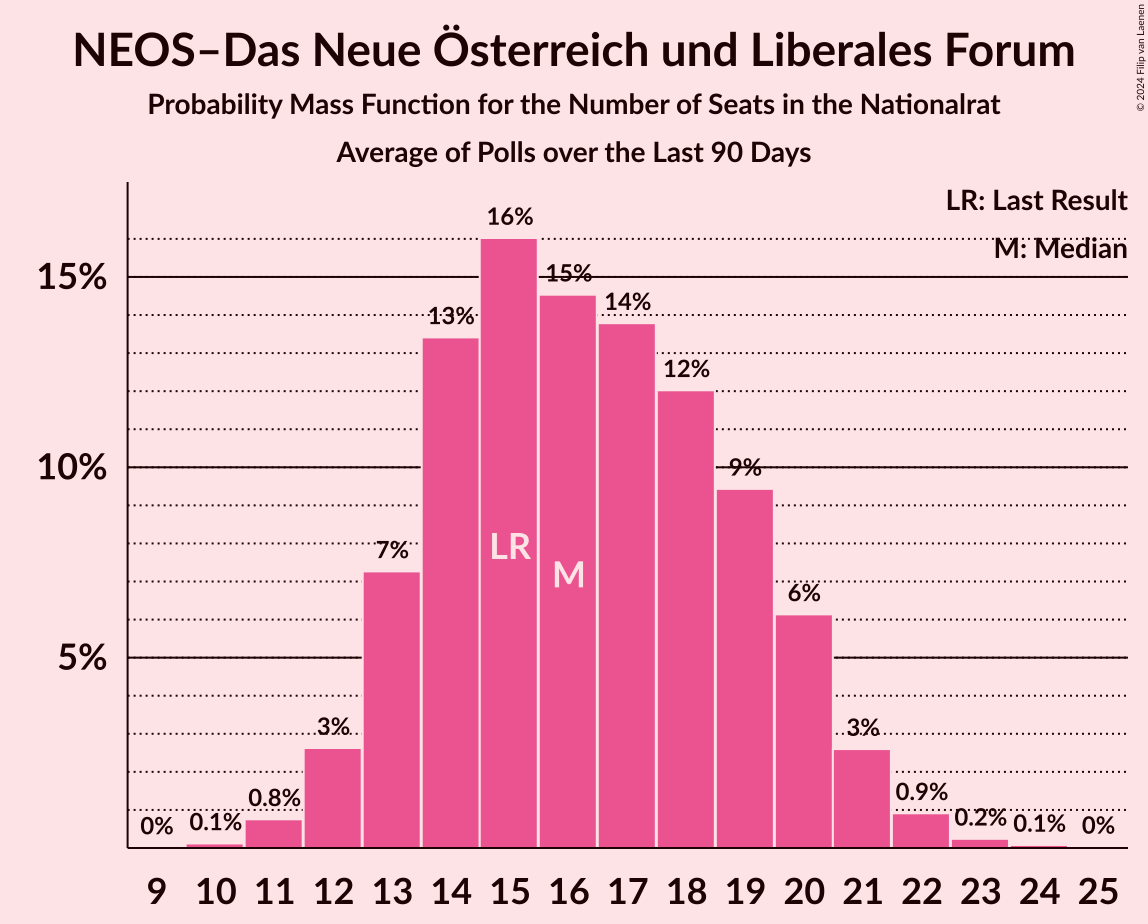 NEOS–Das Neue Österreich und Liberales Forum
Probability Mass Function for the Number of Seats in the Nationalrat
Average of Polls over the Last 90 Days
© 2024 Filip van Laenen
LR: Last Result
M: Median
15%
10%
5%
0%
0.1%
0.8%
3%
7%
13%
16%
15%
14%
12%
9%
6%
3%
0.9%
0.2%
0.1%
0%
LR
M
9 10 11 12 13 14 15 16 17 18 19 20 21 22 23 24 25